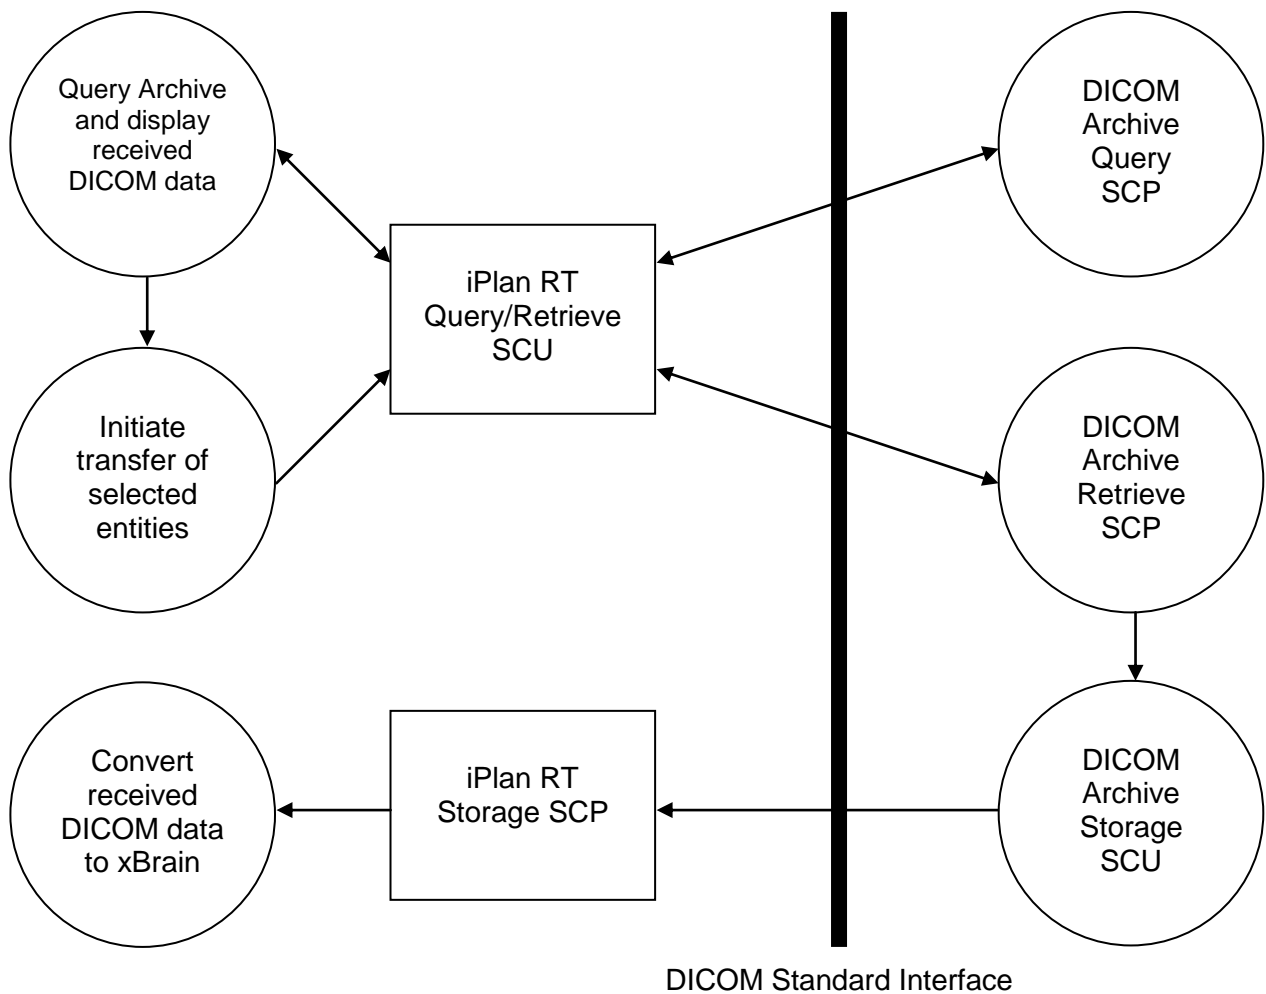 Query Archive
and display
received
DICOM data
DICOM
Archive
Query
SCP
iPlan RT
Query/Retrieve
SCU
Initiate
transfer of
selected
entities
DICOM
Archive
Retrieve
SCP
Convert
received
DICOM data
to xBrain
iPlan RT
Storage SCP
DICOM
Archive
Storage
SCU
DICOM Standard Interface